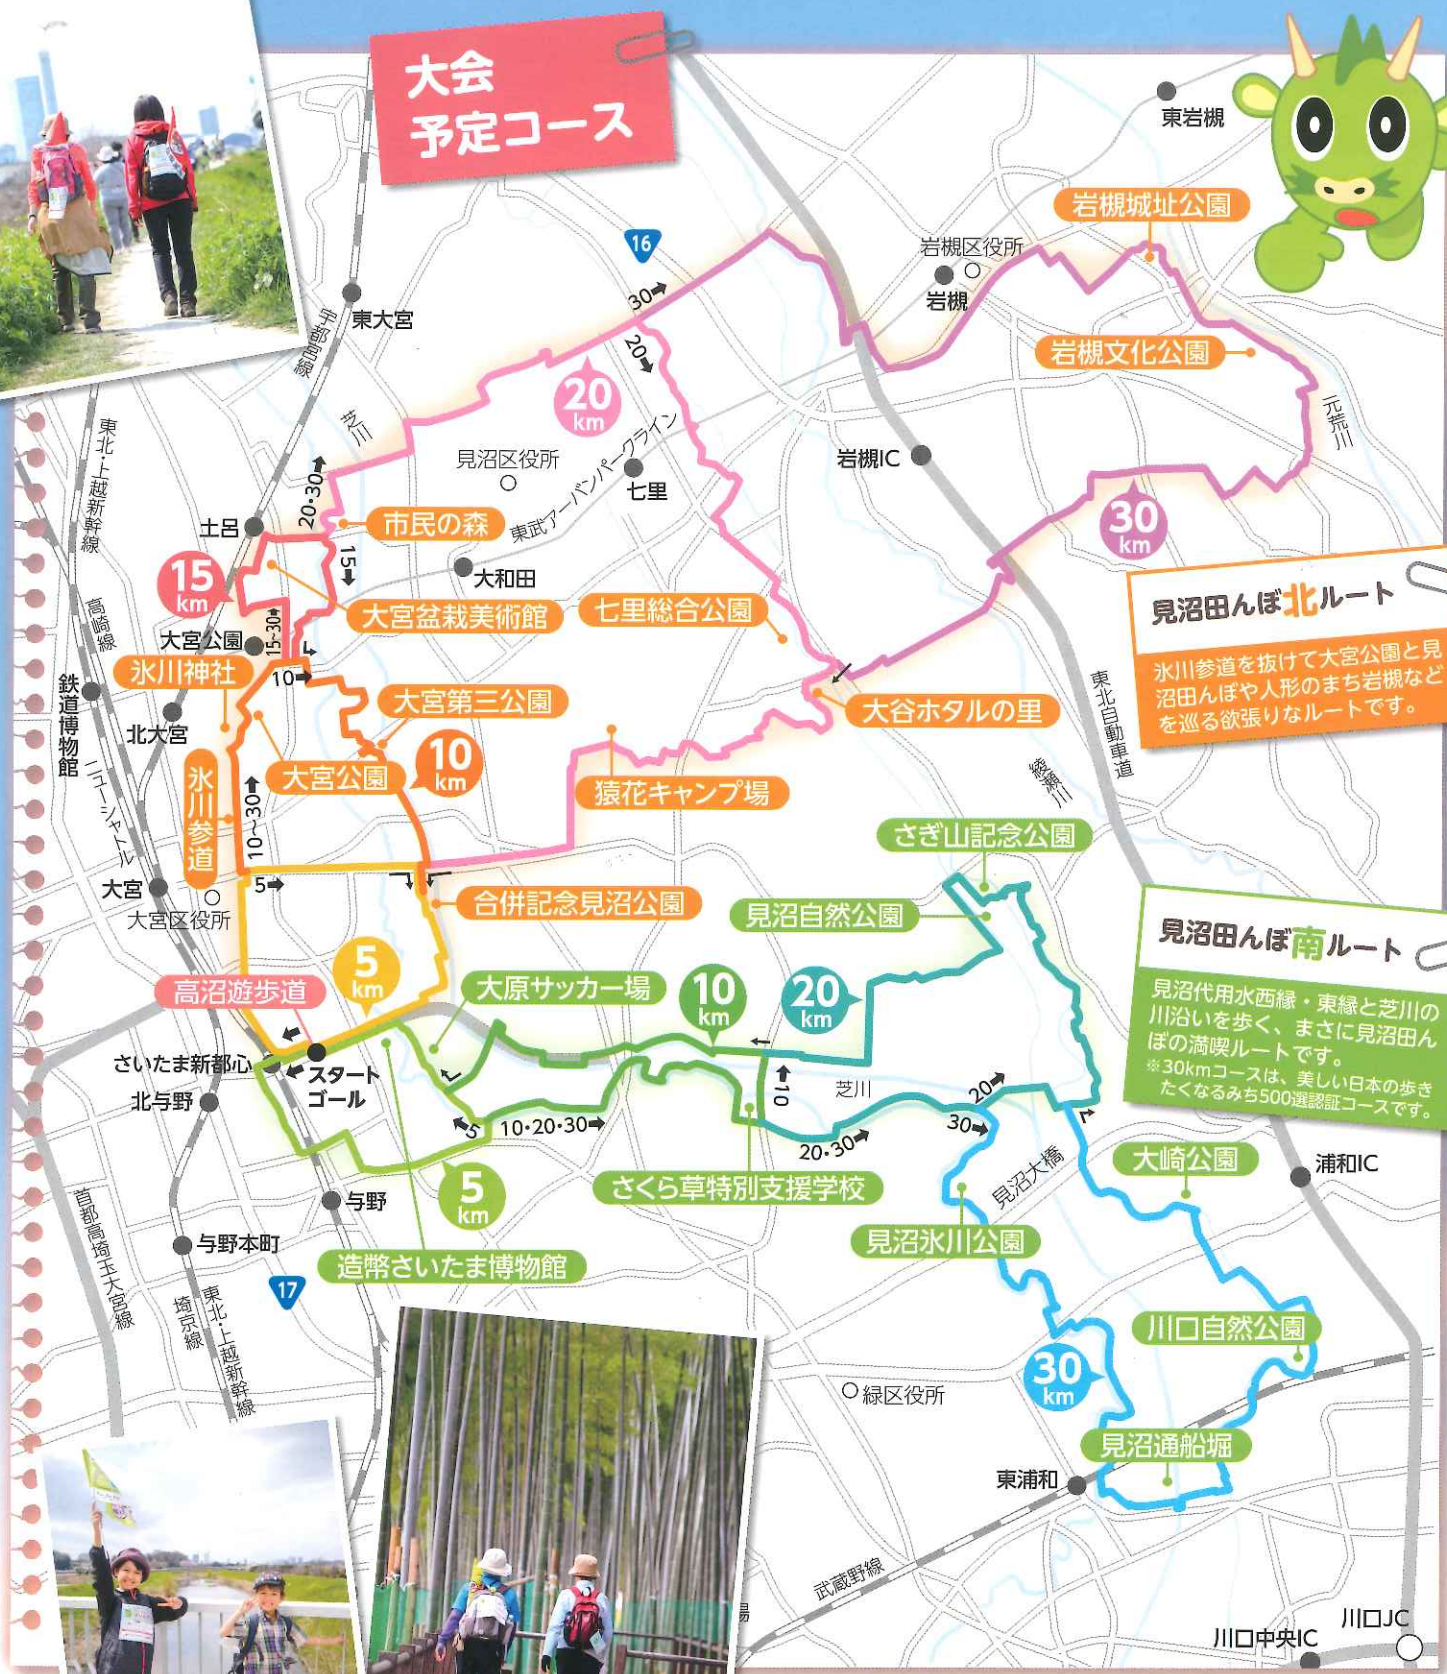 大会
予定コース
東岩槻
岩槻城址公園
岩槻区役所
16
岩槻
30➡
東大宮
宇都宮線
20➡
岩槻文化公園
20
km
元荒川
芝川
東北・上越新幹線
見沼区役所
七里
東武アーバンパークライン
岩槻IC
20・30➡
土呂
市民の森
30
km
15➡
15
km
大和田
大宮盆栽美術館
七里総合公園
高崎線
大宮公園
15~30➡
氷川神社
10➡
見沼田んぼ北ルート
氷川参道を抜けて大宮公園と見
沼田んぼや人形のまち岩槻など
を巡る欲張りなルートです。
鉄道博物館
北大宮
大宮第三公園
大谷ホタルの里
東北自動車道
綾瀬川
大宮公園
10
km
猿花キャンプ場
ニューシャトル
氷川参道
10~30➡
さぎ山記念公園
大宮
5➡
大宮区役所
合併記念見沼公園
見沼自然公園
見沼田んぼ南ルート
見沼代用水西縁・東縁と芝川の
川沿いを歩く、まさに見沼田ん
ぼの満喫ルートです。
※30kmコースは、美しい日本の歩き
たくなるみち500選認証コースです。
5
km
高沼遊歩道
大原サッカー場
10
km
20
km
さいたま新都心
スタート
ゴール
北与野
➡10
芝川
20➡
30➡
⬅5
10・20・30➡
20・30➡
見沼大橋
大崎公園
浦和IC
さくら草特別支援学校
5
km
与野
見沼氷川公園
首都高埼玉大宮線
与野本町
造幣さいたま博物館
17
埼京線
東北・上越新幹線
川口自然公園
30
km
緑区役所
見沼通船堀
東浦和
武蔵野線
場
川口中央IC
川口JC